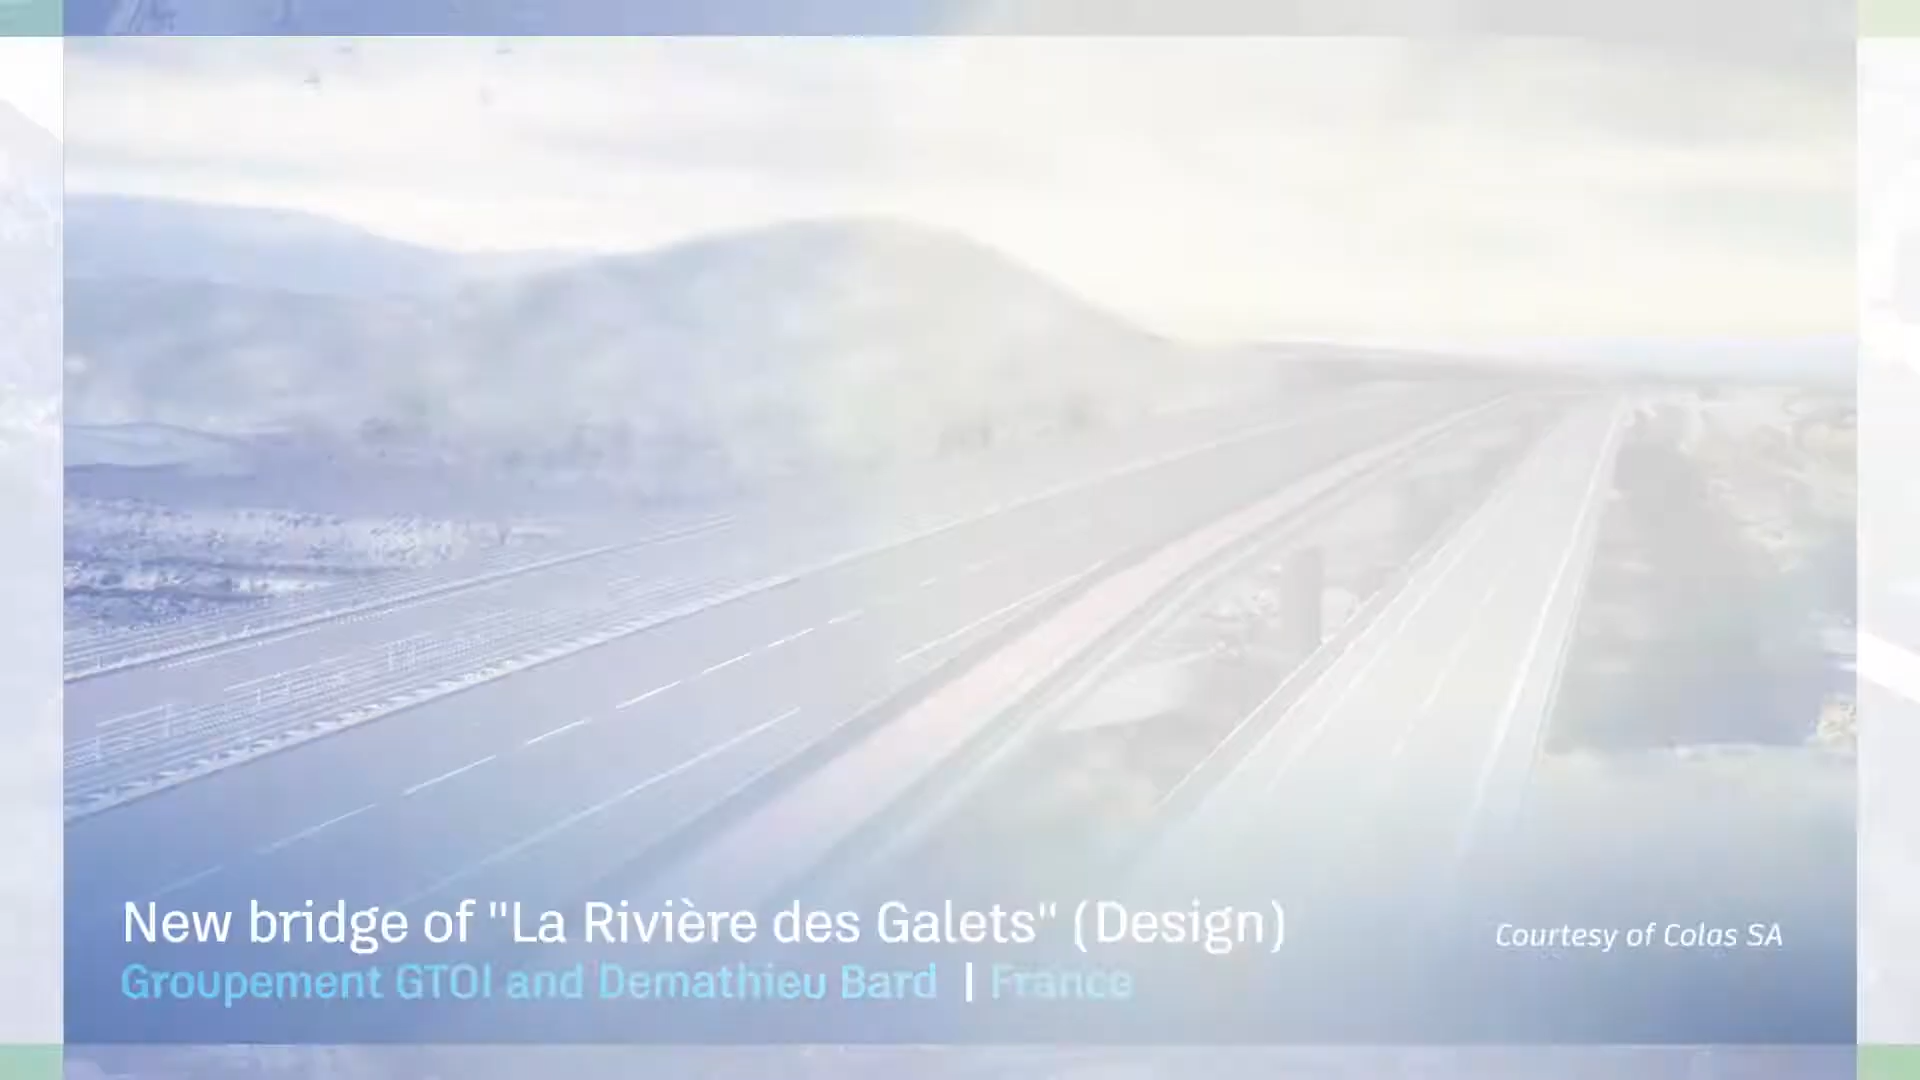 New bridge of "La Rivière des Galets" (Design)
Groupement GTOI and Demathieu Bard | France
Courtesy of Colas SA